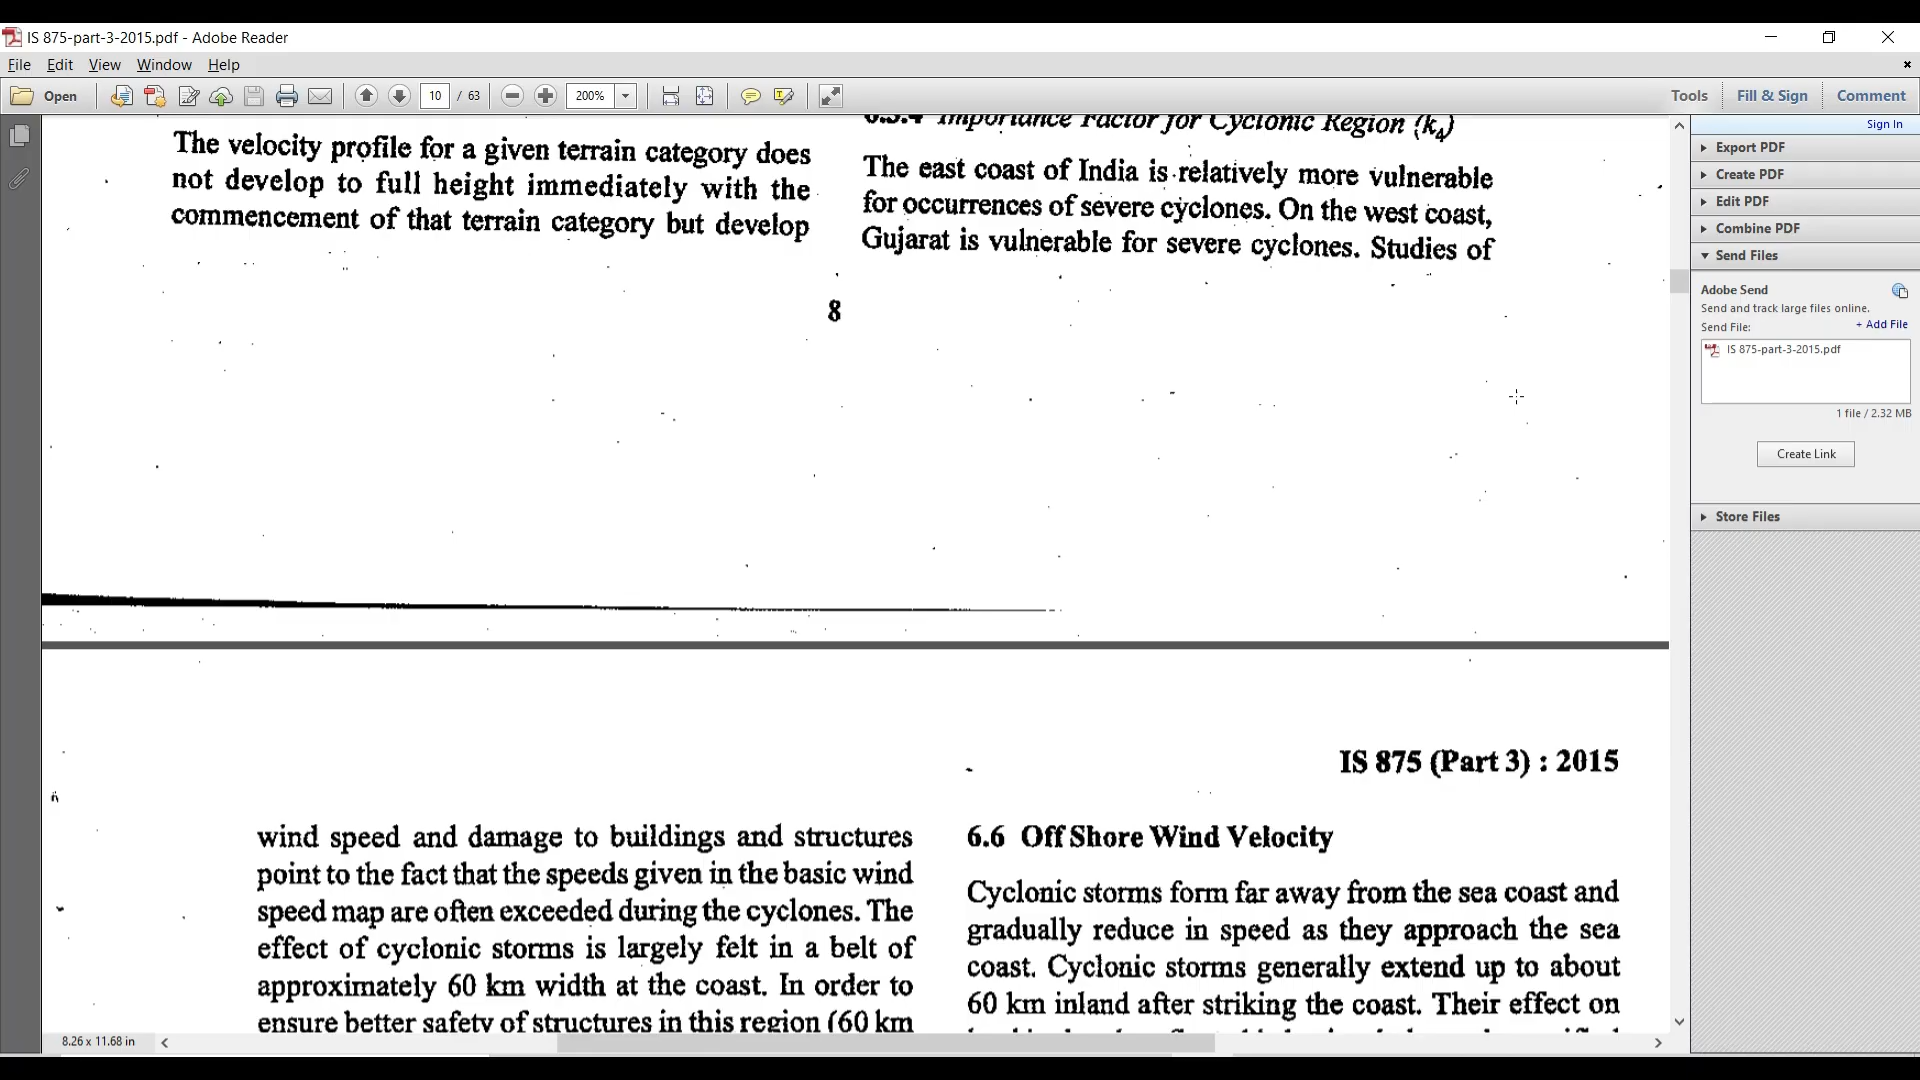 IS 875-part-3-2015.pdf - Adobe Reader
File Edit View Window Help
Open 10 / 63 200% Tools Fill & Sign Comment
The velocity profile for a given terrain category does
not develop to full height immediately with the
commencement of that terrain category but develop
6.3.4 Importance Factor for Cyclonic Region (k4)
The east coast of India is relatively more vulnerable
for occurrences of severe cyclones. On the west coast,
Gujarat is vulnerable for severe cyclones. Studies of
8
IS 875 (Part 3) : 2015
wind speed and damage to buildings and structures
point to the fact that the speeds given in the basic wind
speed map are often exceeded during the cyclones. The
effect of cyclonic storms is largely felt in a belt of
approximately 60 km width at the coast. In order to
ensure better safety of structures in this region (60 km
6.6 Off Shore Wind Velocity
Cyclonic storms form far away from the sea coast and
gradually reduce in speed as they approach the sea
coast. Cyclonic storms generally extend up to about
60 km inland after striking the coast. Their effect on
8.26 x 11.68 in
Sign In
Export PDF
Create PDF
Edit PDF
Combine PDF
Send Files
Adobe Send
Send and track large files online.
Send File:
+ Add File
IS 875-part-3-2015.pdf
1 file / 2.32 MB
Create Link
Store Files